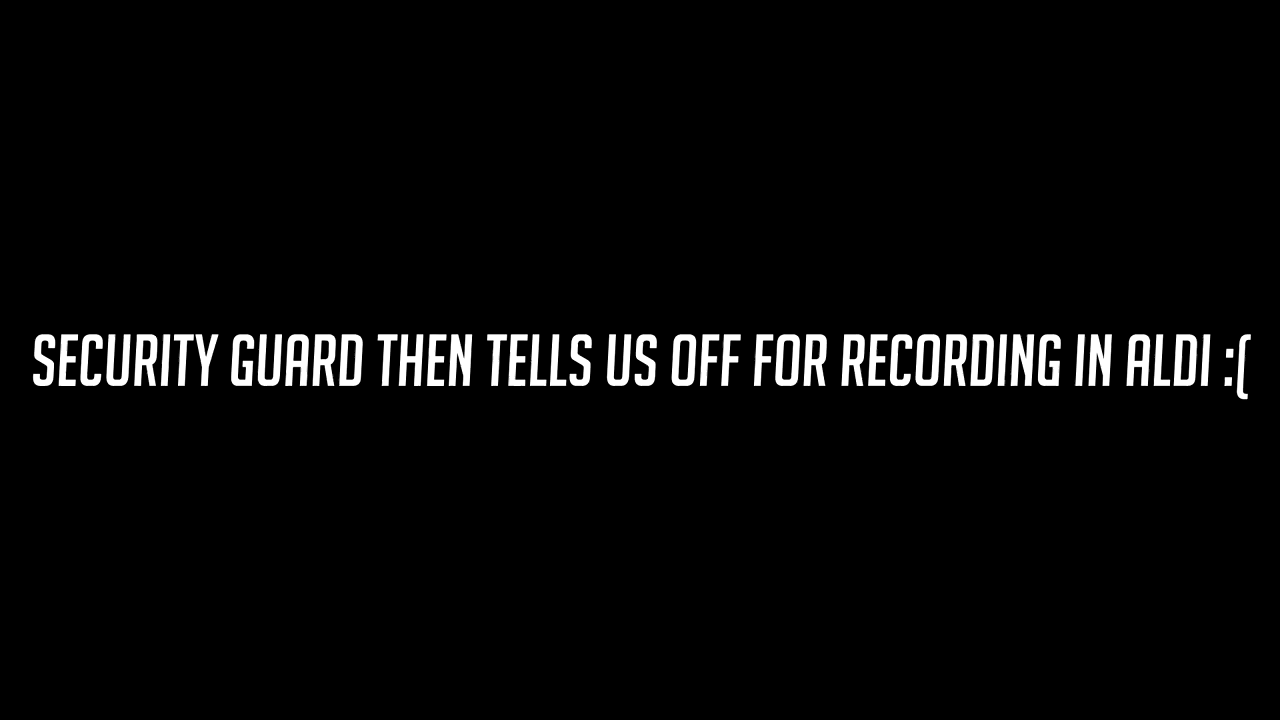 SECURITY GUARD THEN TELLS US OFF FOR RECORDING IN ALDI :(